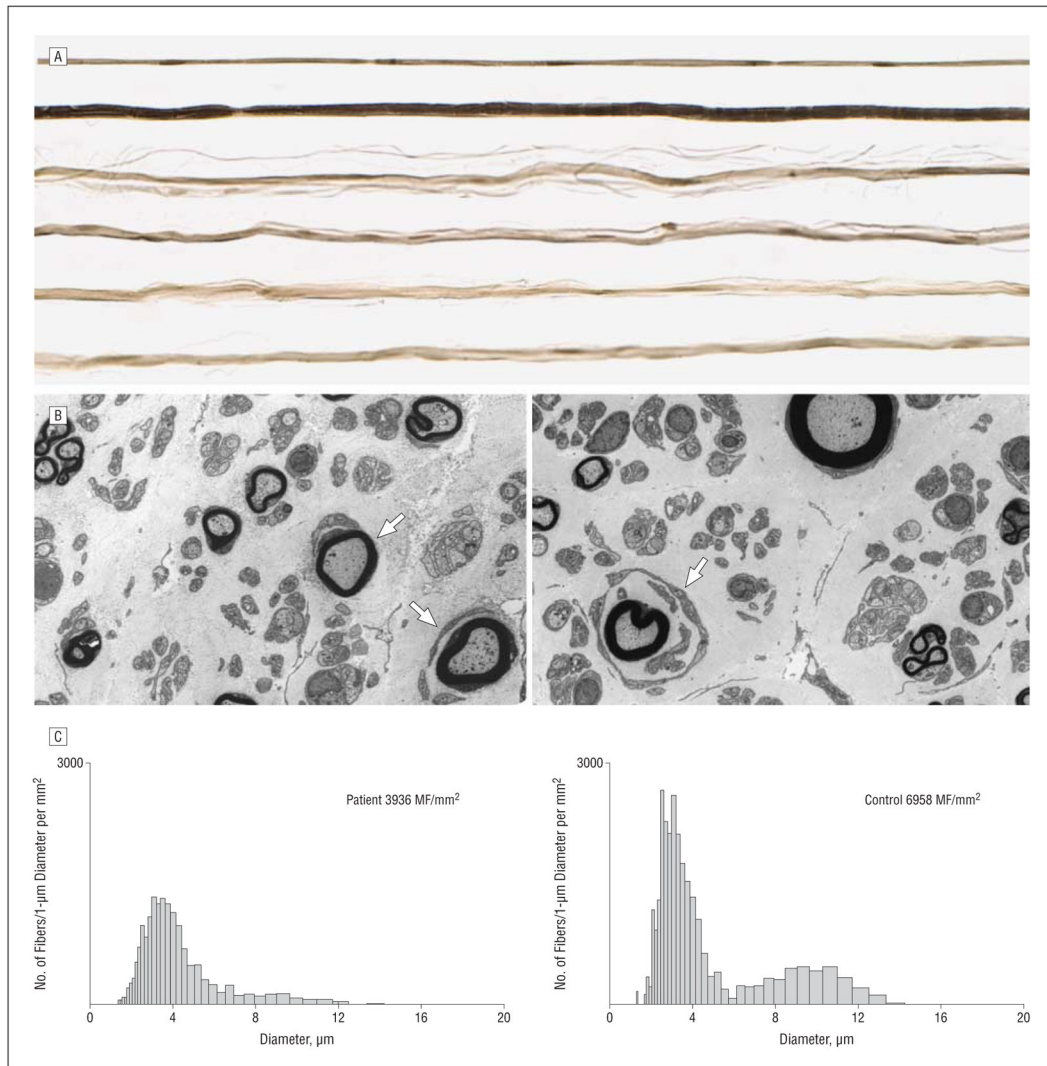 A
B
C
3000
No. of Fibers/1-μm Diameter per mm²
Patient 3936 MF/mm²
0
0
4
8
12
16
20
Diameter, μm
3000
No. of Fibers/1-μm Diameter per mm²
Control 6958 MF/mm²
0
0
4
8
12
16
20
Diameter, μm